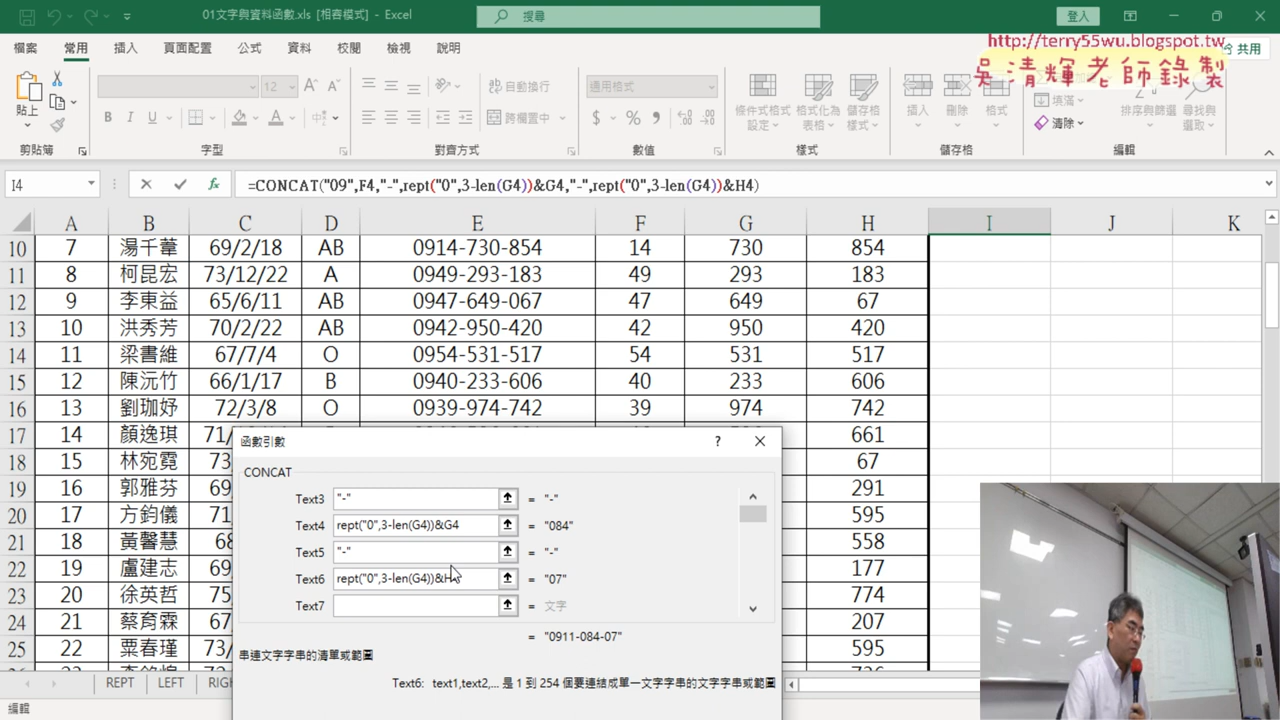 01文字與資料函數.xls [相容模式] - Excel
搜尋
登入
檔案 常用 插入 頁面配置 公式 資料 校閱 檢視 說明
http://terry55wu.blogspot.tw
共用
吳清輝老師錄製
貼上
12
自動換行
跨欄置中
通用格式
條件式格式設定
格式化為表格
儲存格樣式
插入 刪除 格式
填滿
清除
排序與篩選
尋找與選取
剪貼簿 字型 對齊方式 數值 樣式 儲存格 編輯
I4
=CONCAT("09",F4,"-",rept("0",3-len(G4))&G4,"-",rept("0",3-len(G4))&H4)
A B C D E F G H I J K
10 7 湯千葦 69/2/18 AB 0914-730-854 14 730 854
11 8 柯昆宏 73/12/22 A 0949-293-183 49 293 183
12 9 李東益 65/6/11 AB 0947-649-067 47 649 67
13 10 洪秀芳 70/2/22 AB 0942-950-420 42 950 420
14 11 梁書維 67/7/4 O 0954-531-517 54 531 517
15 12 陳沅竹 66/1/17 B 0940-233-606 40 233 606
16 13 劉珈妤 72/3/8 O 0939-974-742 39 974 742
17 14 顏逸琪 71/ 661
18 15 林宛霓 73 67
19 16 郭雅芬 69 291
20 17 方鈞儀 71 595
21 18 黃馨慧 68 558
22 19 盧建志 69 177
23 20 徐英哲 75 774
24 21 蔡育霖 67 207
25 22 粟春瑾 73/ 595
函數引數
CONCAT
Text3 "-" = "-"
Text4 rept("0",3-len(G4))&G4 = "084"
Text5 "-" = "-"
Text6 rept("0",3-len(G4))&H = "07"
Text7 = 文字
= "0911-084-07"
串連文字字串的清單或範圍
Text6: text1,text2,... 是 1 到 254 個要連結成單一文字字串的文字字串或範圍
REPT LEFT
編輯